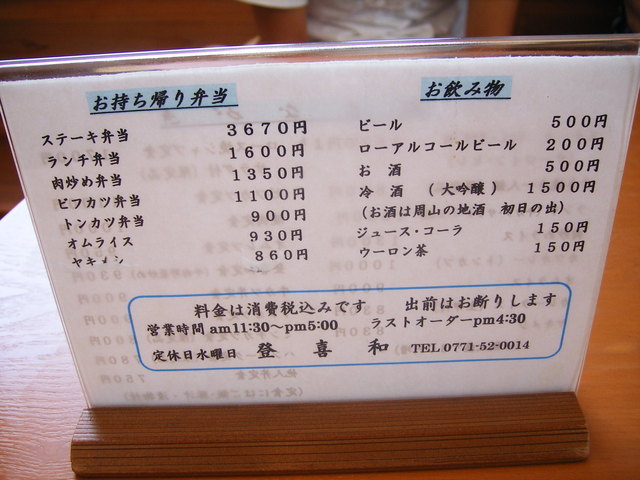 お持ち帰り弁当
ステーキ弁当 3670円
ランチ弁当 1600円
肉炒め弁当 1350円
ビフカツ弁当 1100円
トンカツ弁当 900円
オムライス 930円
ヤキメシ 860円
お飲み物
ビール 500円
ローアルコールビール 200円
お酒 500円
冷酒 (大吟醸) 1500円
(お酒は周山の地酒 初日の出)
ジュース・コーラ 150円
ウーロン茶 150円
料金は消費税込みです 出前はお断りします
営業時間am11:30~pm5:00 ラストオーダーpm4:30
定休日水曜日 登喜和 TEL 0771-52-0014